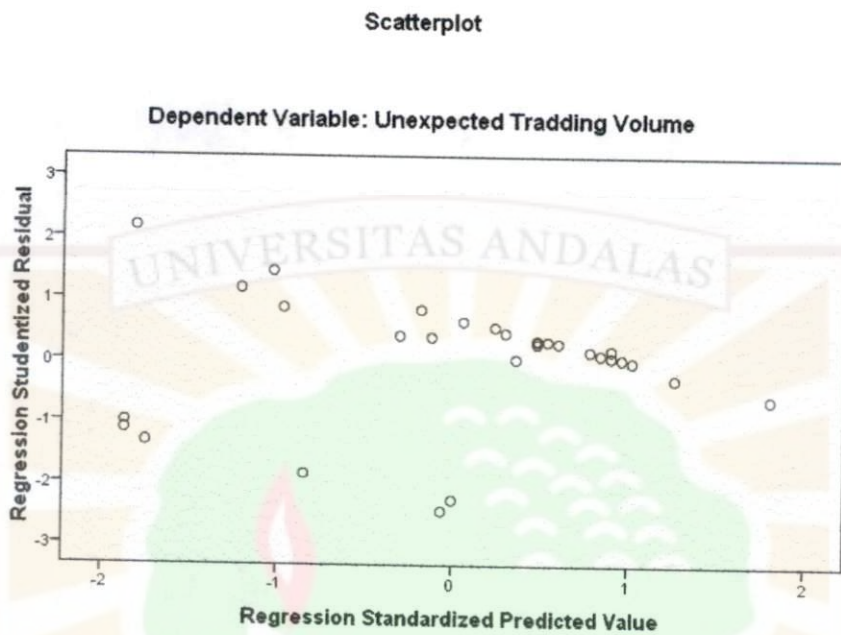 Scatterplot
Dependent Variable: Unexpected Tradding Volume
Regression Studentized Residual
3
2
1
0
-1
-2
-3
UNIVERSITAS ANDALAS
-2
-1
0
1
2
Regression Standardized Predicted Value